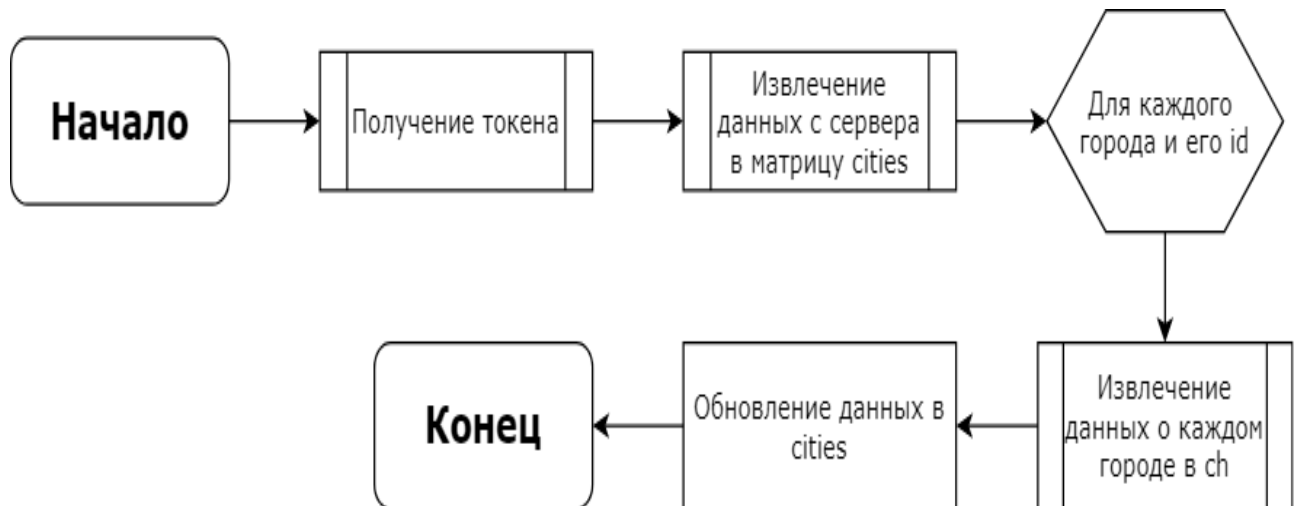 Начало
Получение токена
Извлечение
данных с сервера
в матрицу cities
Для каждого
города и его id
Извлечение
данных о каждом
городе в ch
Обновление данных в
cities
Конец